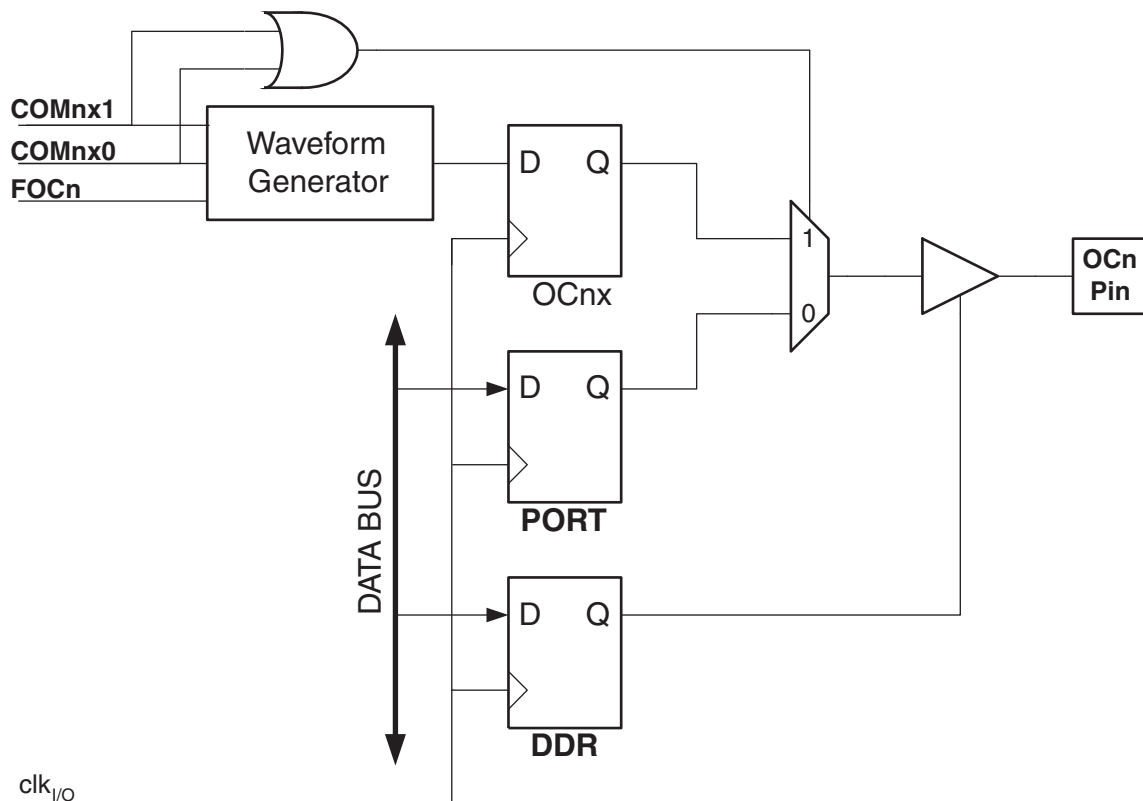 COMnx1
COMnx0
FOCn
Waveform
Generator
D Q
OCnx
1
0
OCn
Pin
D Q
PORT
DATA BUS
D Q
DDR
clkI/O